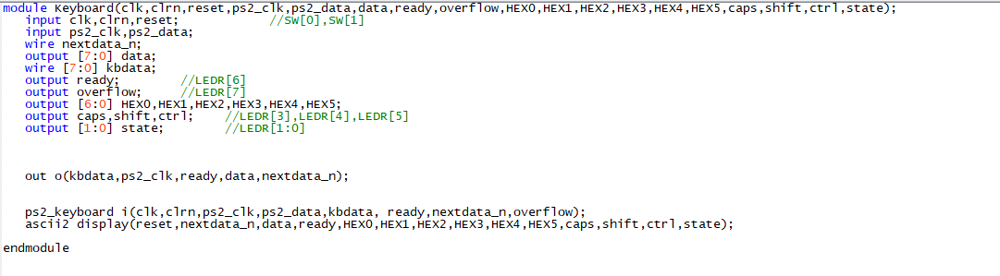 module Keyboard(clk,clrn,reset,ps2_clk,ps2_data,data,ready,overflow,HEX0,HEX1,HEX2,HEX3,HEX4,HEX5,caps,shift,ctrl,state);
input clk,clrn,reset; //SW[0],SW[1]
input ps2_clk,ps2_data;
wire nextdata_n;
output [7:0] data;
wire [7:0] kbdata;
output ready; //LEDR[6]
output overflow; //LEDR[7]
output [6:0] HEX0,HEX1,HEX2,HEX3,HEX4,HEX5;
output caps,shift,ctrl; //LEDR[3],LEDR[4],LEDR[5]
output [1:0] state; //LEDR[1:0]
out o(kbdata,ps2_clk,ready,data,nextdata_n);
ps2_keyboard i(clk,clrn,ps2_clk,ps2_data,kbdata, ready,nextdata_n,overflow);
ascii2 display(reset,nextdata_n,data,ready,HEX0,HEX1,HEX2,HEX3,HEX4,HEX5,caps,shift,ctrl,state);
endmodule